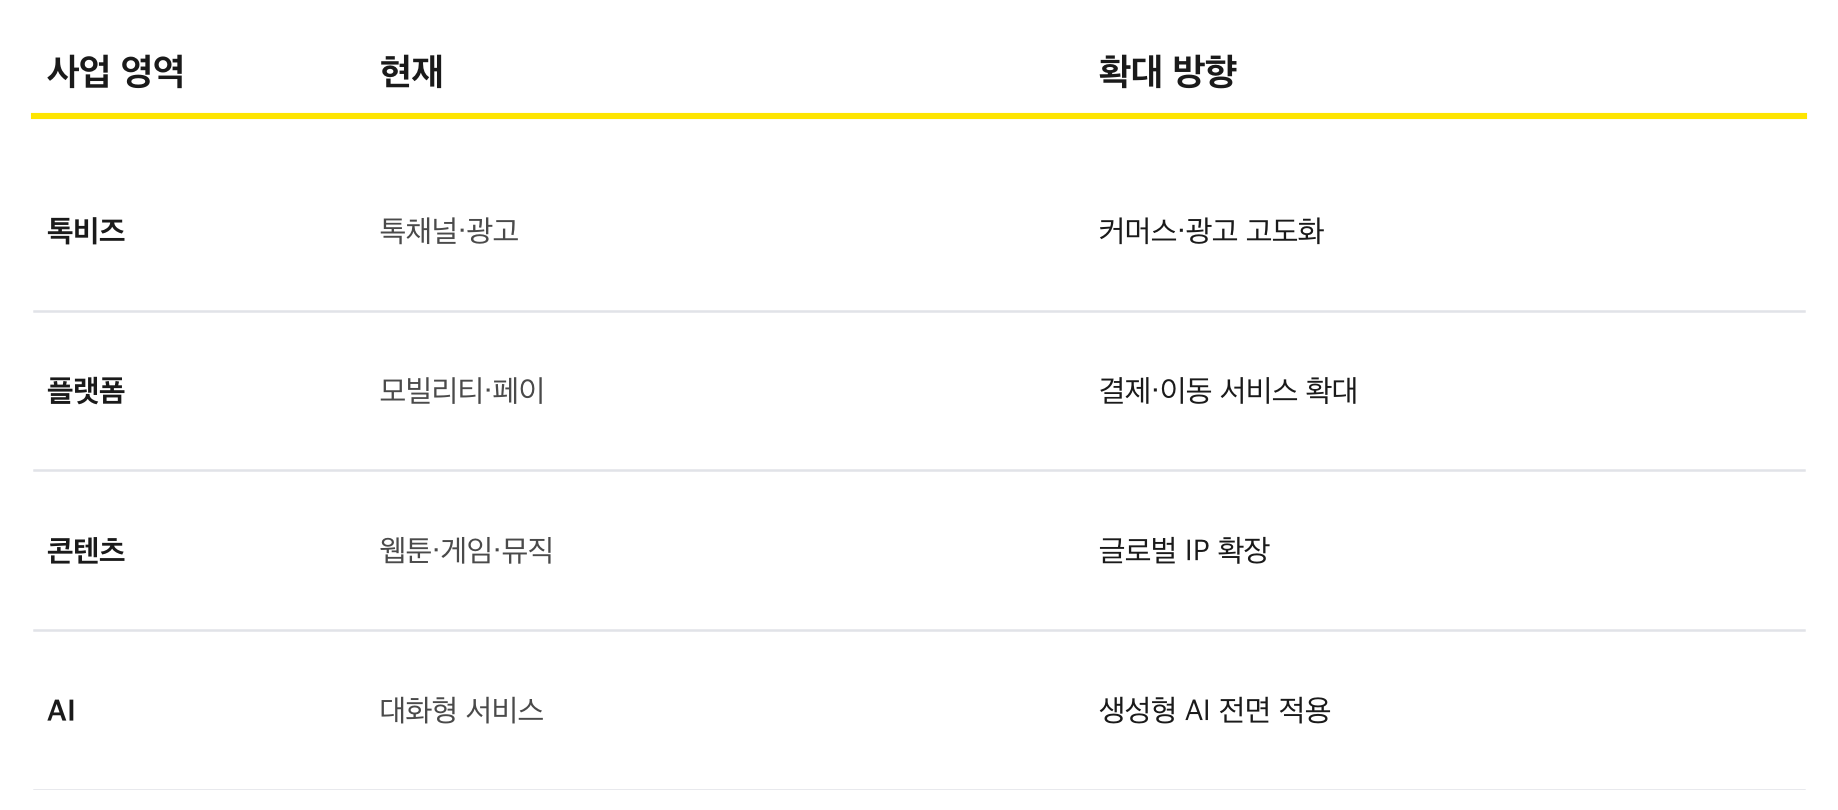 사업 영역 현재 확대 방향
톡비즈 톡채널·광고 커머스·광고 고도화
플랫폼 모빌리티·페이 결제·이동 서비스 확대
콘텐츠 웹툰·게임·뮤직 글로벌 IP 확장
AI 대화형 서비스 생성형 AI 전면 적용